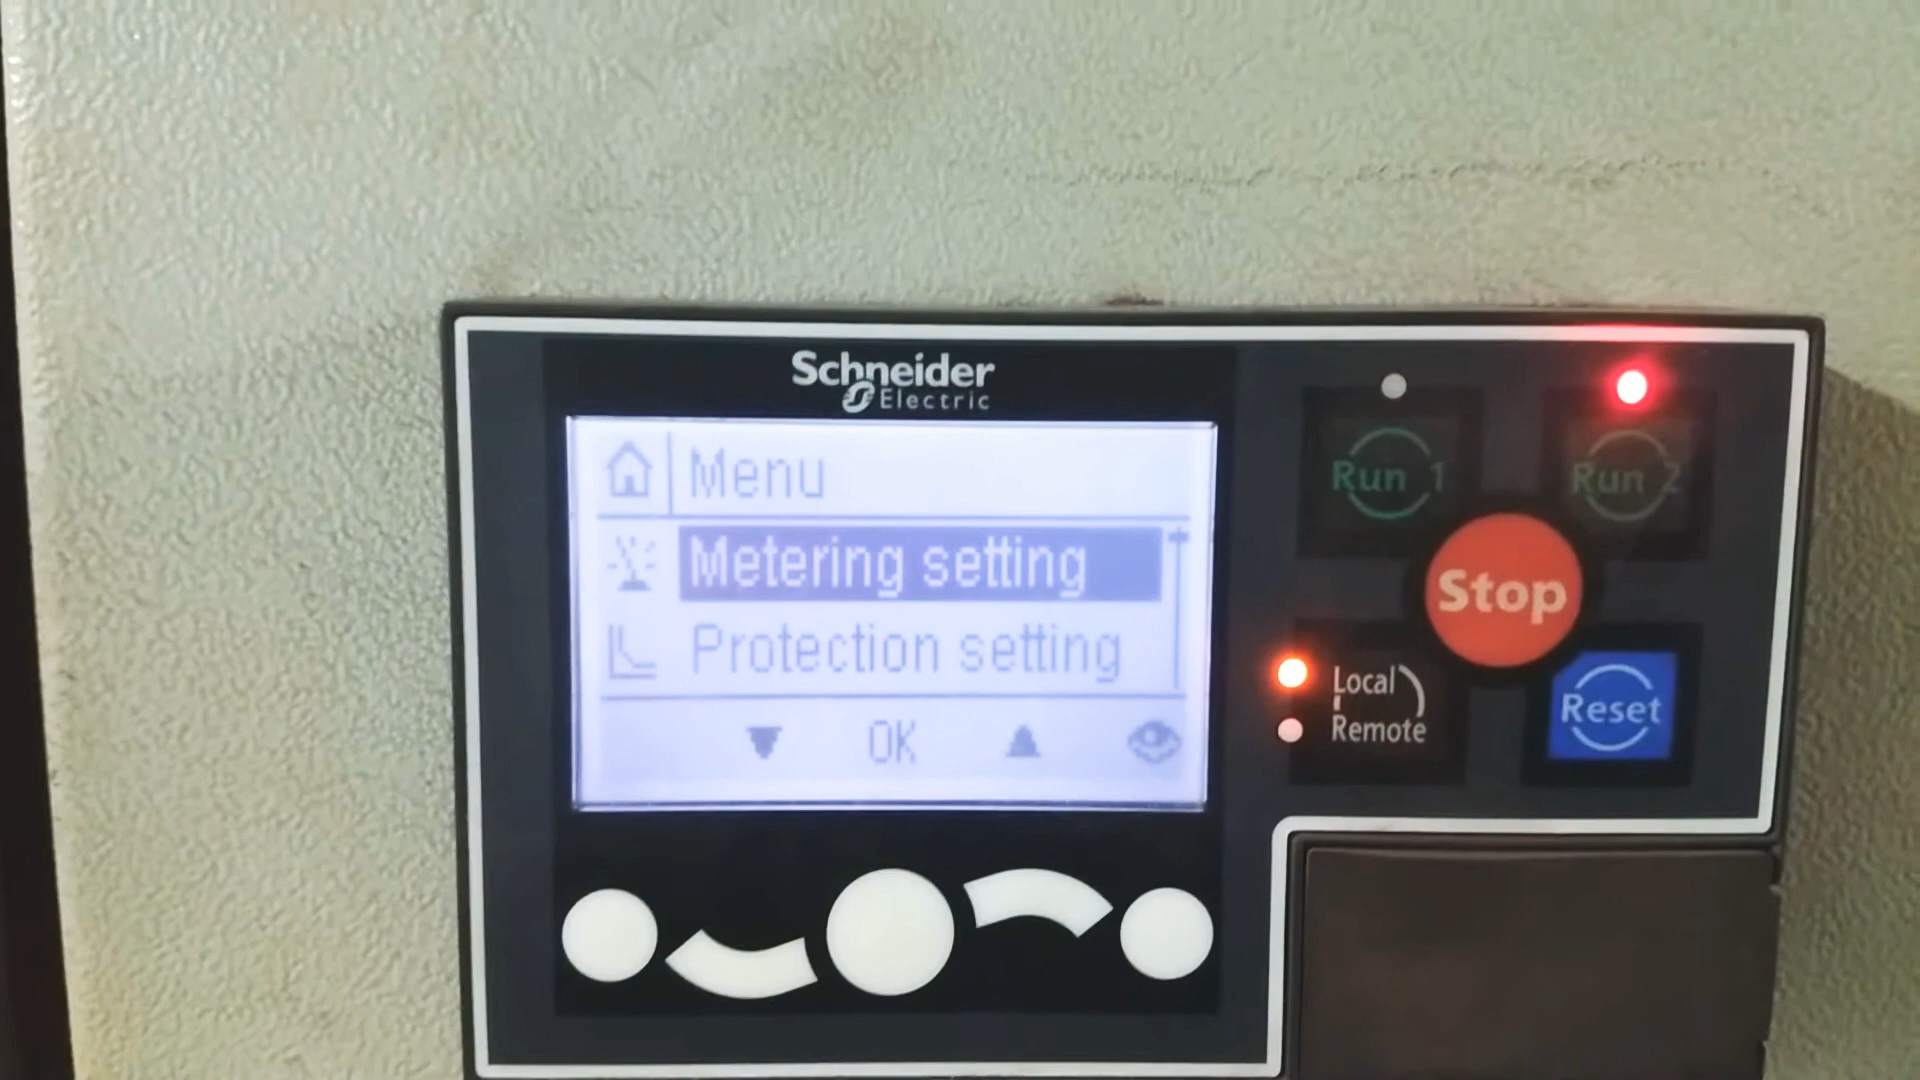 Schneider
Electric
Menu
Metering setting
Protection setting
OK
Run 1
Run 2
Stop
Local
Remote
Reset